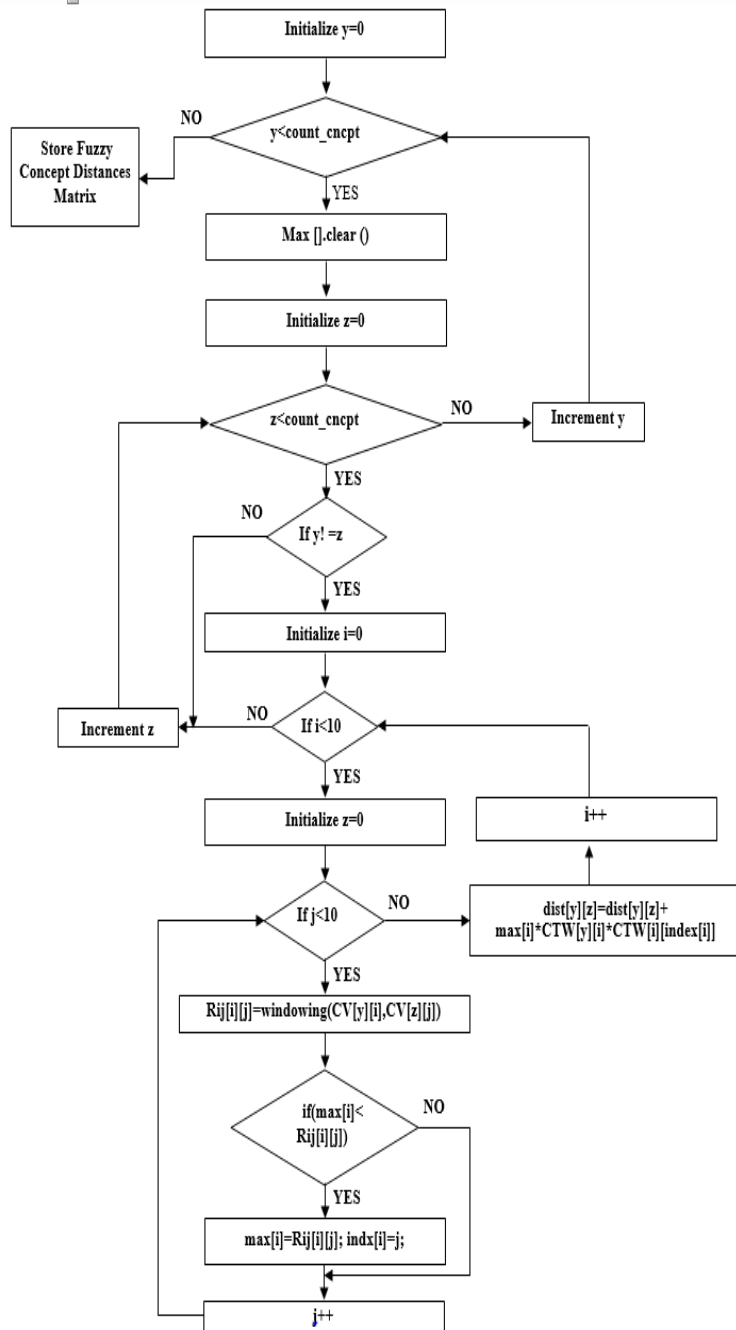 Initialize y=0
NO
y<count_cncpt
Store Fuzzy
Concept Distances
Matrix
YES
Max [].clear ()
Initialize z=0
z<count_cncpt
NO
Increment y
YES
NO
If y! =z
YES
Initialize i=0
Increment z
NO
If i<10
YES
Initialize z=0
i++
If j<10
NO
dist[y][z]=dist[y][z]+
max[i]*CTW[y][i]*CTW[i][index[i]]
YES
Rij[i][j]=windowing(CV[y][i],CV[z][j])
if(max[i]<
Rij[i][j])
NO
YES
max[i]=Rij[i][j]; indx[i]=j;
j++